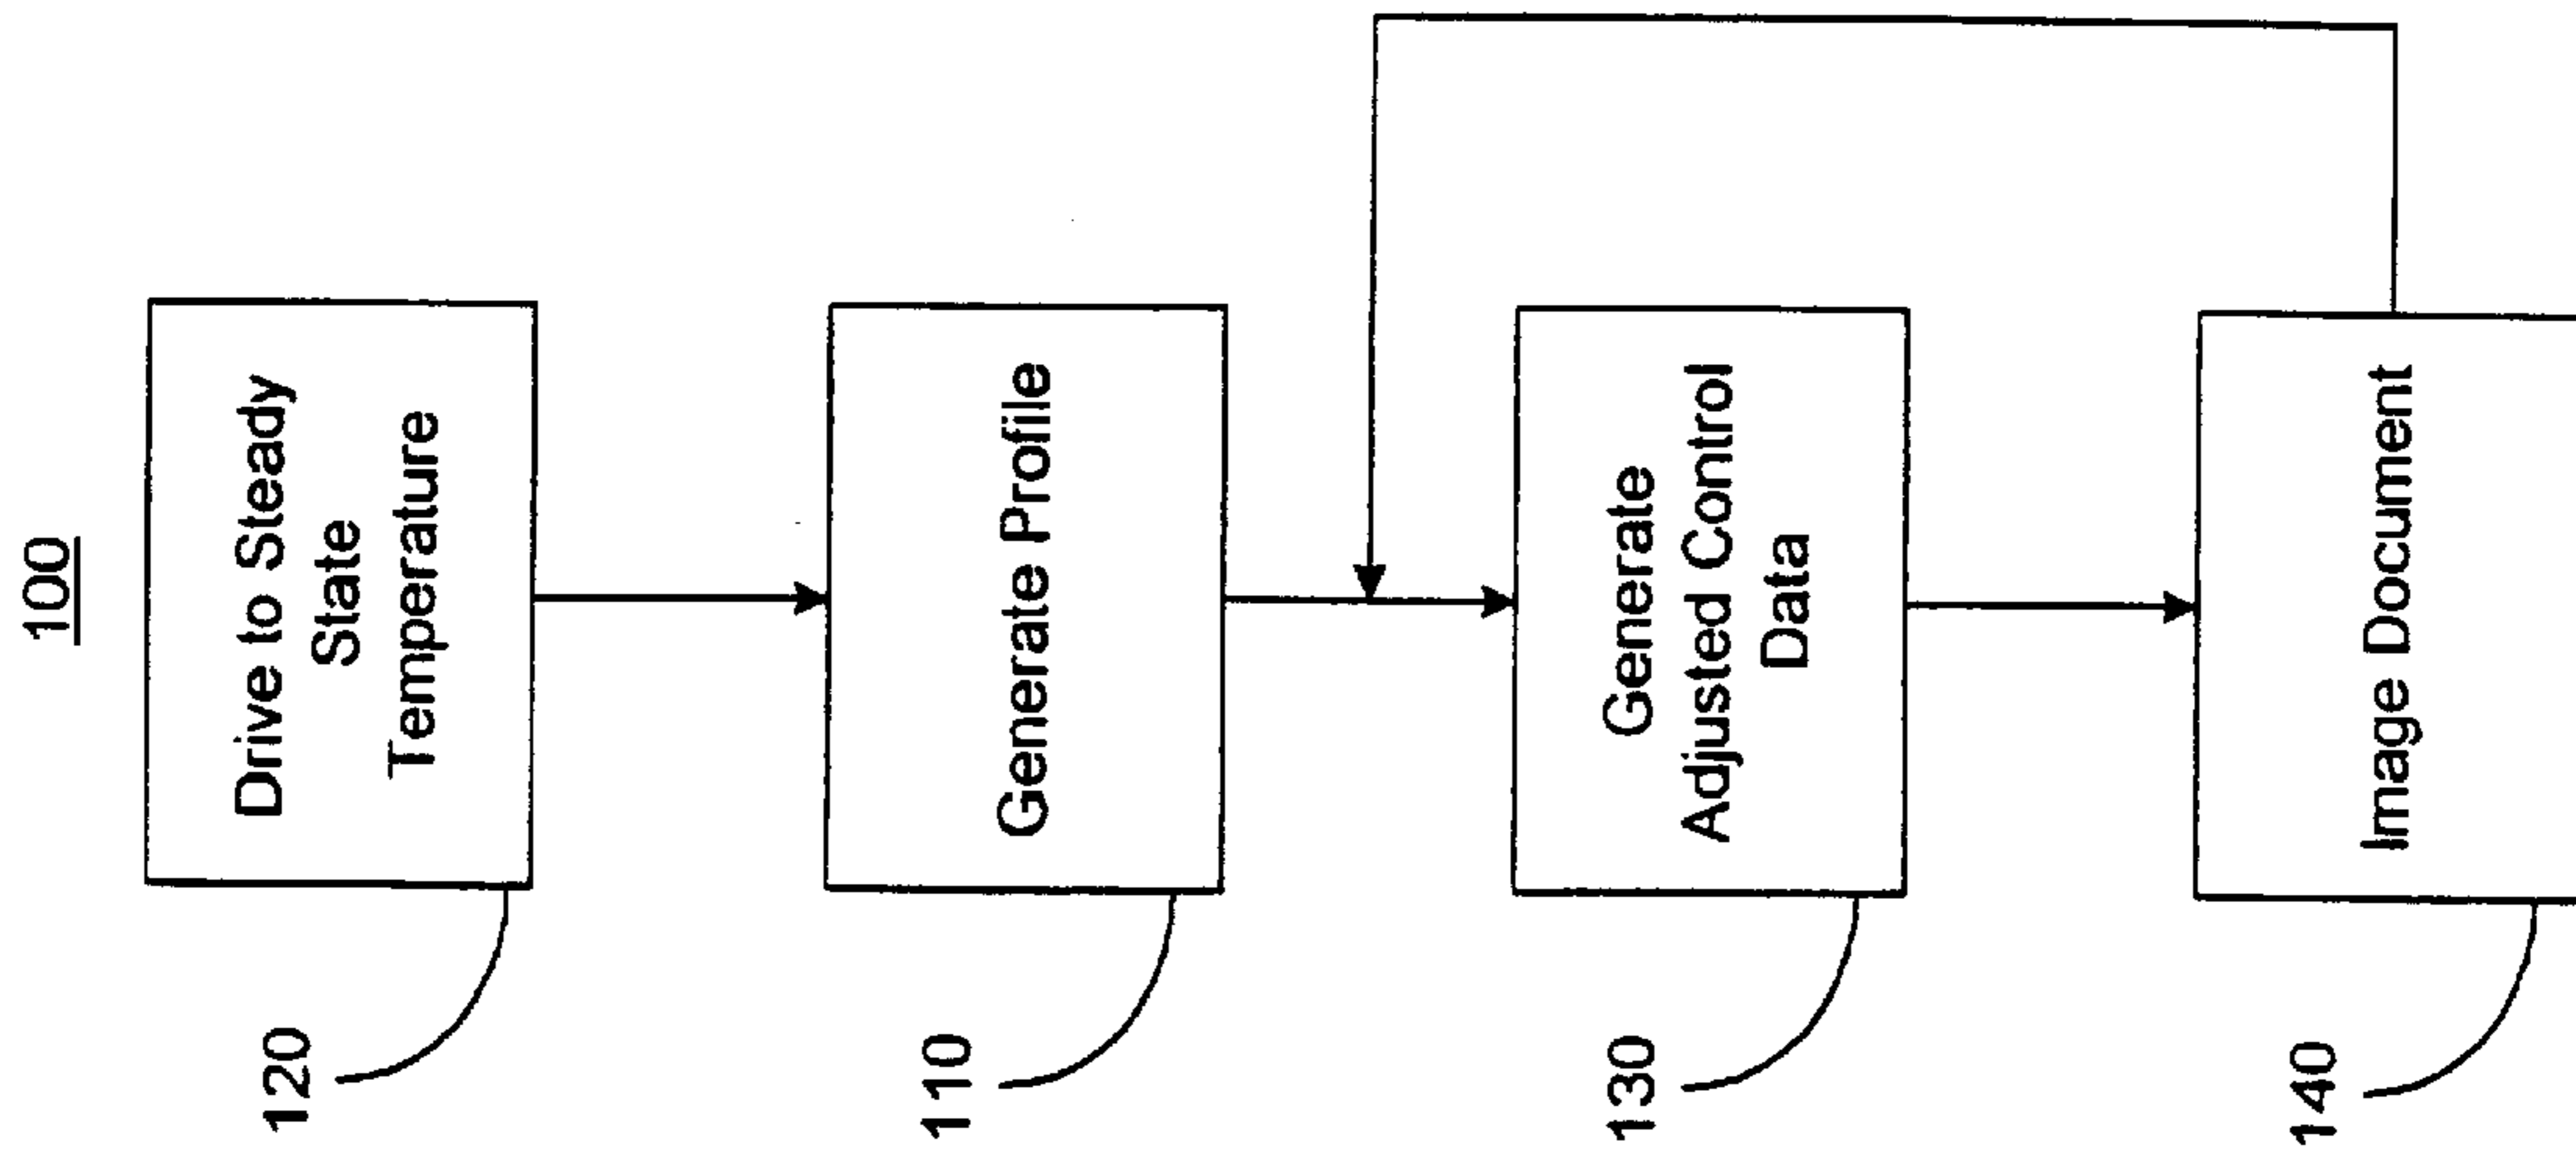 100
Drive to Steady
State
Temperature
120
Generate Profile
110
Generate
Adjusted Control
Data
130
Image Document
140